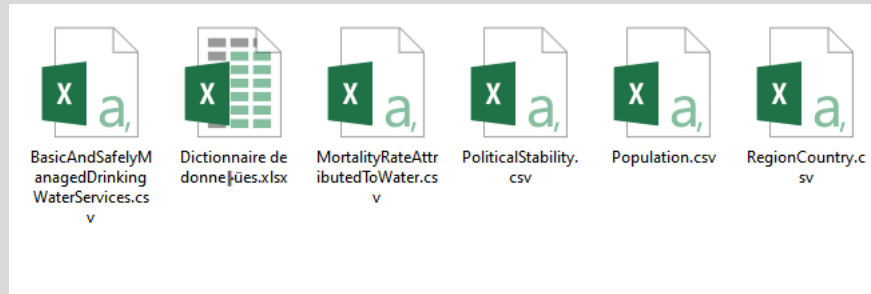 BasicAndSafelyM
anagedDrinking
WaterServices.cs
v
Dictionnaire de
donne╠ües.xlsx
MortalityRateAttr
ibutedToWater.cs
v
PoliticalStability.
csv
Population.csv
RegionCountry.c
sv